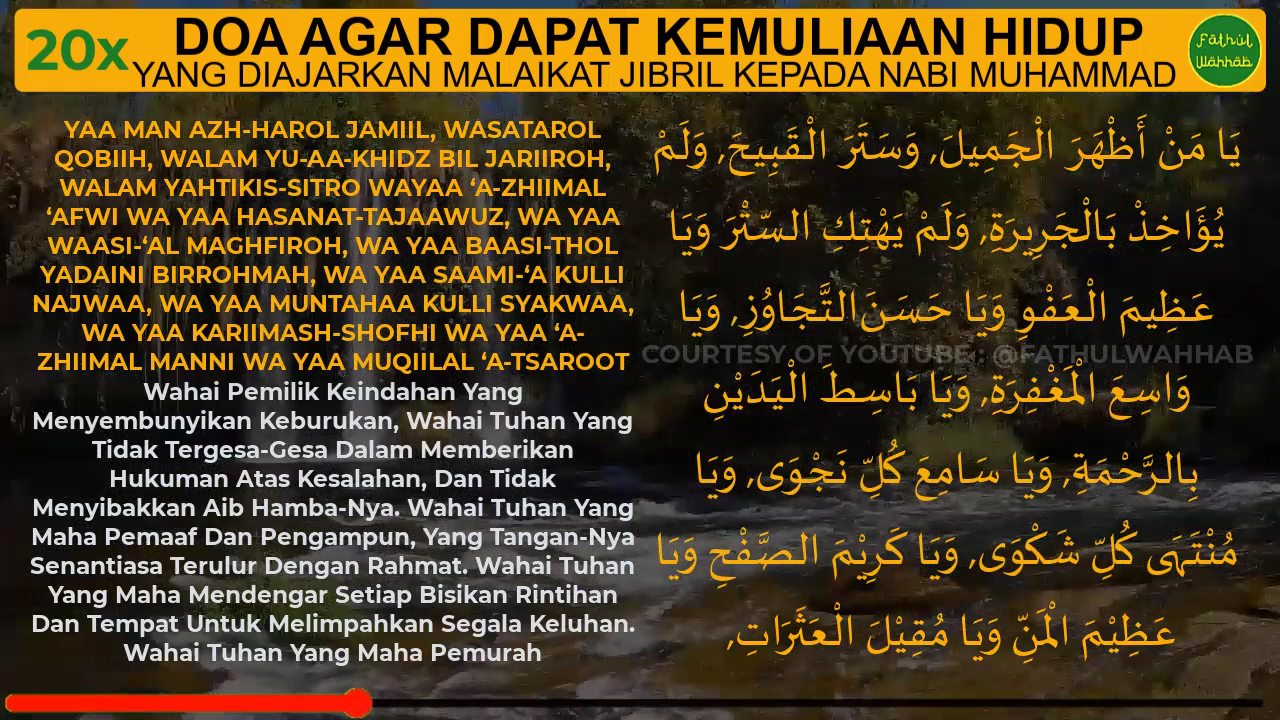 20x
DOA AGAR DAPAT KEMULIAAN HIDUP
YANG DIAJARKAN MALAIKAT JIBRIL KEPADA NABI MUHAMMAD
Fathul
Wahhab
YAA MAN AZH-HAROL JAMIIL, WASATAROL
QOBIIH, WALAM YU-AA-KHIDZ BIL JARIIROH,
WALAM YAHTIKIS-SITRO WAYAA ‘A-ZHIIMAL
‘AFWI WA YAA HASANAT-TAJAAWUZ, WA YAA
WAASI-‘AL MAGHFIROH, WA YAA BAASI-THOL
YADAINI BIRROHMAH, WA YAA SAAMI-‘A KULLI
NAJWAA, WA YAA MUNTAHAA KULLI SYAKWAA,
WA YAA KARIIMASH-SHOFHI WA YAA ‘A-
ZHIIMAL MANNI WA YAA MUQIILAL ‘A-TSAROOT
Wahai Pemilik Keindahan Yang
Menyembunyikan Keburukan, Wahai Tuhan Yang
Tidak Tergesa-Gesa Dalam Memberikan
Hukuman Atas Kesalahan, Dan Tidak
Menyibakkan Aib Hamba-Nya. Wahai Tuhan Yang
Maha Pemaaf Dan Pengampun, Yang Tangan-Nya
Senantiasa Terulur Dengan Rahmat. Wahai Tuhan
Yang Maha Mendengar Setiap Bisikan Rintihan
Dan Tempat Untuk Melimpahkan Segala Keluhan.
Wahai Tuhan Yang Maha Pemurah
يَا مَنْ أَظْهَرَ الْجَمِيلَ, وَسَتَرَ الْقَبِيحَ, وَلَمْ
يُؤَاخِذْ بَالْجَرِيرَةِ, وَلَمْ يَهْتِكِ السّتْرَ وَيَا
عَظِيمَ الْعَفْوِ وَيَا حَسَنَ التَّجَاوُزِ, وَيَا
COURTESY OF YOUTUBE : @FATHULWAHHAB
وَاسِعَ الْمَغْفِرَةِ, وَيَا بَاسِطَ الْيَدَيْنِ
بِالرَّحْمَةِ, وَيَا سَامِعَ كُلِّ نَجْوَى, وَيَا
مُنْتَهَى كُلِّ شَكْوَى, وَيَا كَرِيْمَ الصَّفْحِ وَيَا
عَظِيْمَ الْمَنِّ وَيَا مُقِيْلَ الْعَثَرَاتِ,